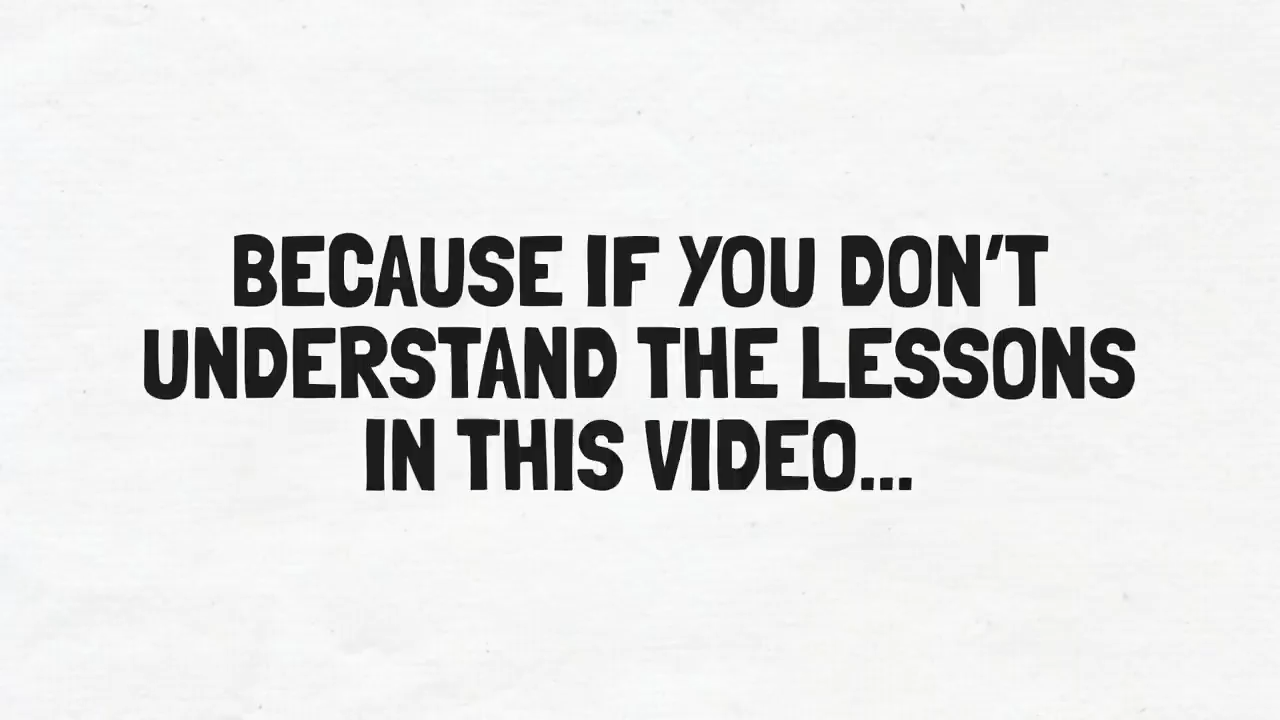 BECAUSE IF YOU DON’T
UNDERSTAND THE LESSONS
IN THIS VIDEO...